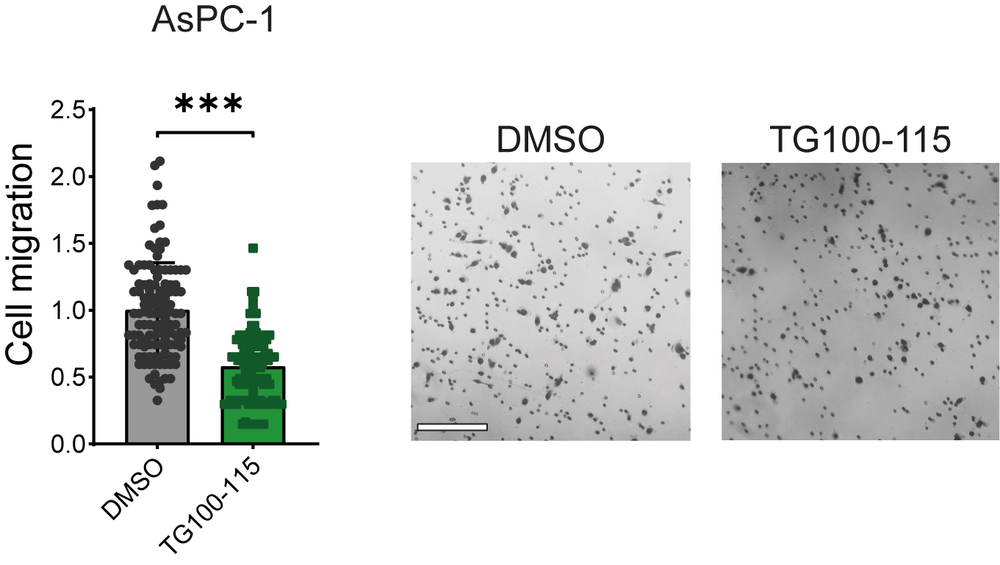 AsPC-1
***
2.5
2.0
1.5
1.0
0.5
0.0
Cell migration
DMSO
TG100-115
DMSO
TG100-115